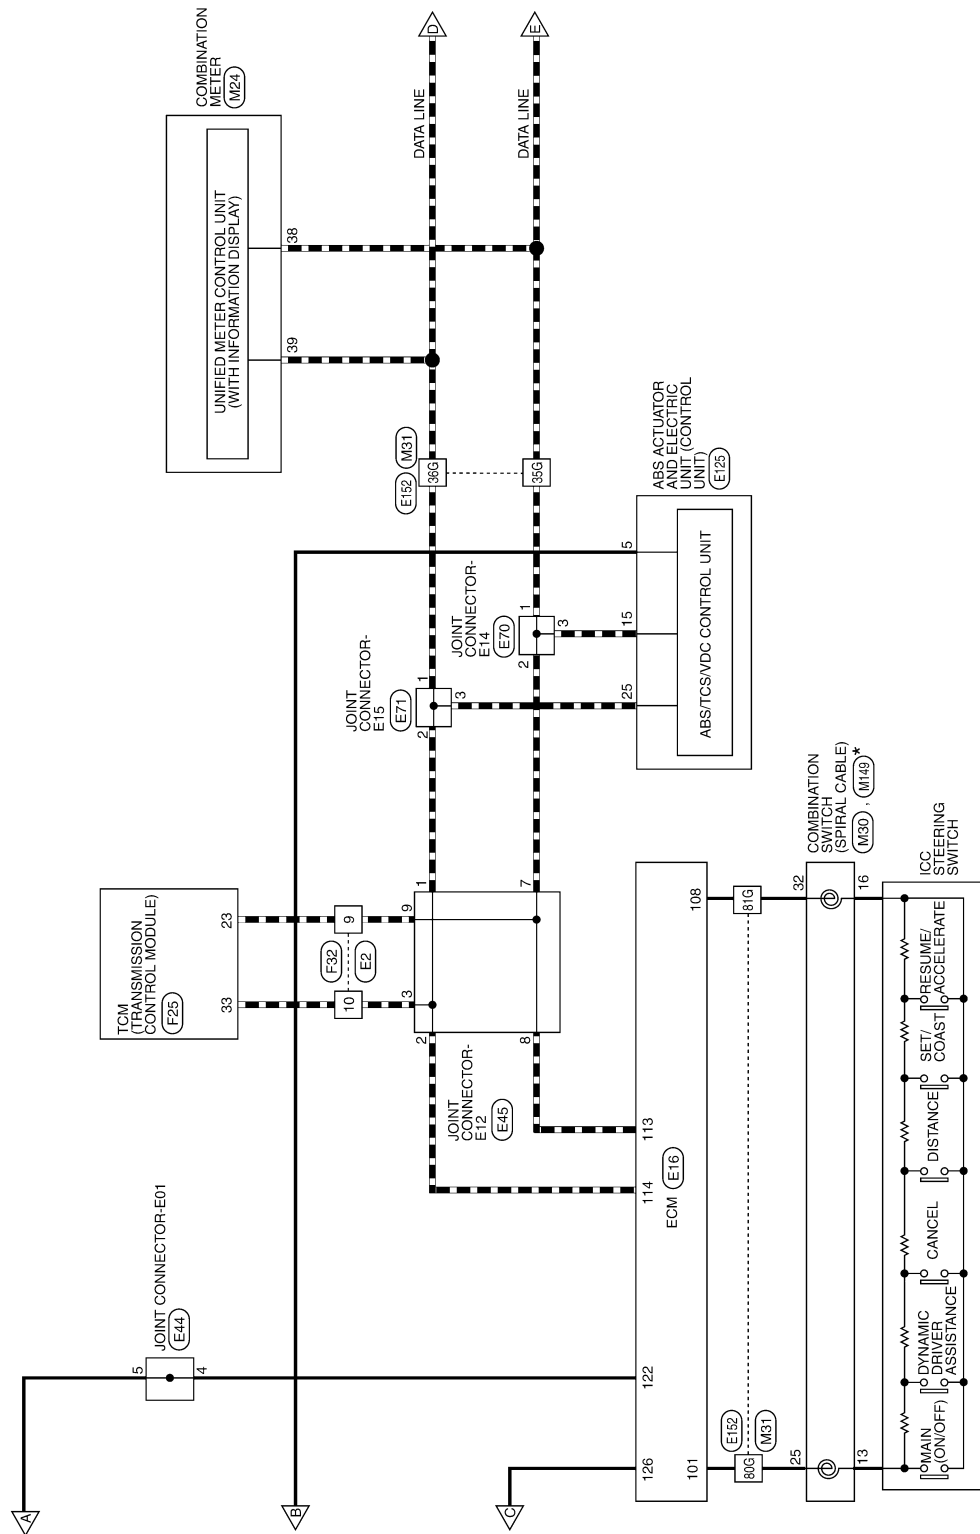 COMBINATION
METER
M24
UNIFIED METER CONTROL UNIT
(WITH INFORMATION DISPLAY)
39
38
D
DATA LINE
E
DATA LINE
E152
M31
36G
35G
ABS ACTUATOR
AND ELECTRIC
UNIT (CONTROL
UNIT)
E125
5
15
25
ABS/TCS/VDC CONTROL UNIT
JOINT
CONNECTOR-
E14
E70
2
1
3
JOINT
CONNECTOR-
E15
E71
2
1
3
TCM
(TRANSMISSION
CONTROL MODULE)
F25
33
23
F32
E2
10
9
3
9
1
7
2
8
JOINT
CONNECTOR-
E12
E45
JOINT CONNECTOR-E01
E44
5
4
A
B
C
126
122
114
113
ECM
E16
101
108
E152
M31
80G
81G
COMBINATION
SWITCH
(SPIRAL CABLE)
M30 , M149 *
25
32
13
16
ICC
STEERING
SWITCH
MAIN
(ON/OFF)
DYNAMIC
DRIVER
ASSISTANCE
CANCEL
DISTANCE
SET/
COAST
RESUME/
ACCELERATE